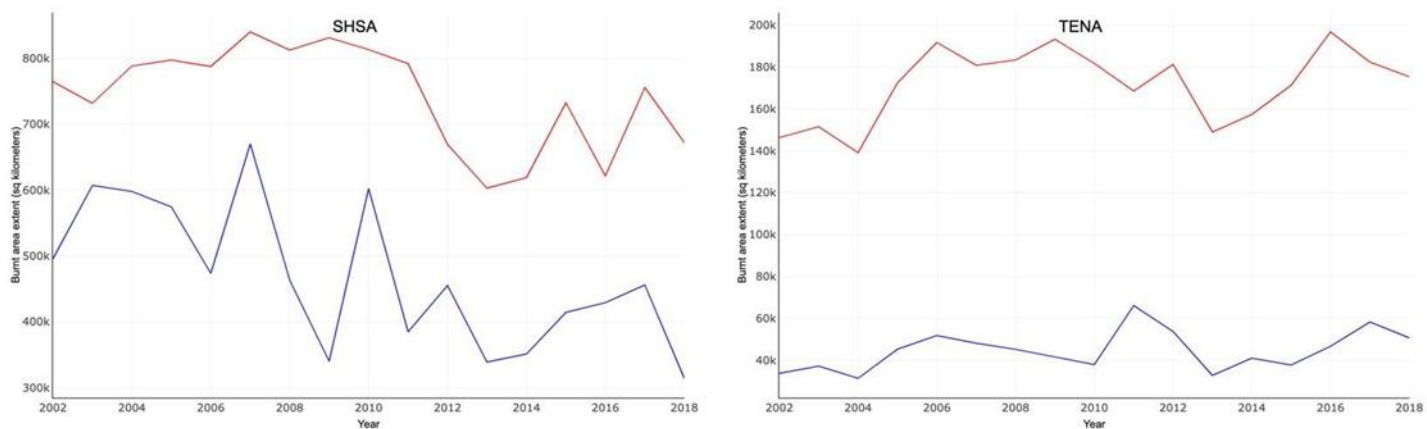 SHSA
800k
700k
600k
500k
400k
300k
Burnt area extent (sq kilometers)
2002 2004 2006 2008 2010 2012 2014 2016 2018
Year
TENA
200k
180k
160k
140k
120k
100k
80k
60k
40k
Burnt area extent (sq kilometers)
2002 2004 2006 2008 2010 2012 2014 2016 2018
Year